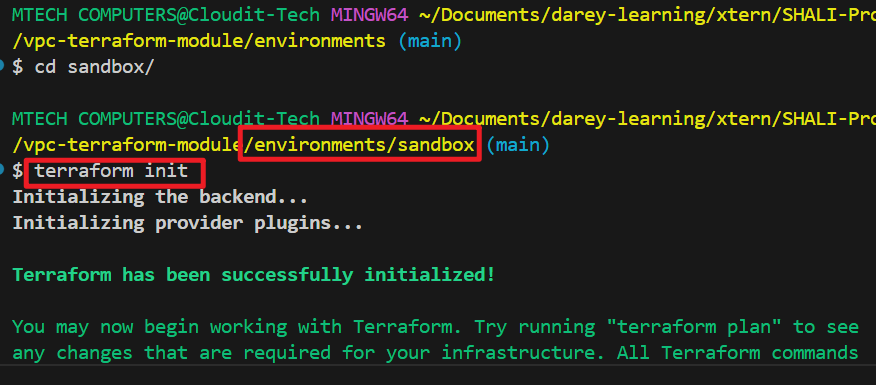 MTECH COMPUTERS@Cloudit-Tech MINGW64 ~/Documents/darey-learning/xtern/SHALI-Pro
/vpc-terraform-module/environments (main)
$ cd sandbox/
MTECH COMPUTERS@Cloudit-Tech MINGW64 ~/Documents/darey-learning/xtern/SHALI-Pro
/vpc-terraform-module/environments/sandbox (main)
$ terraform init
Initializing the backend...
Initializing provider plugins...
Terraform has been successfully initialized!
You may now begin working with Terraform. Try running "terraform plan" to see
any changes that are required for your infrastructure. All Terraform commands